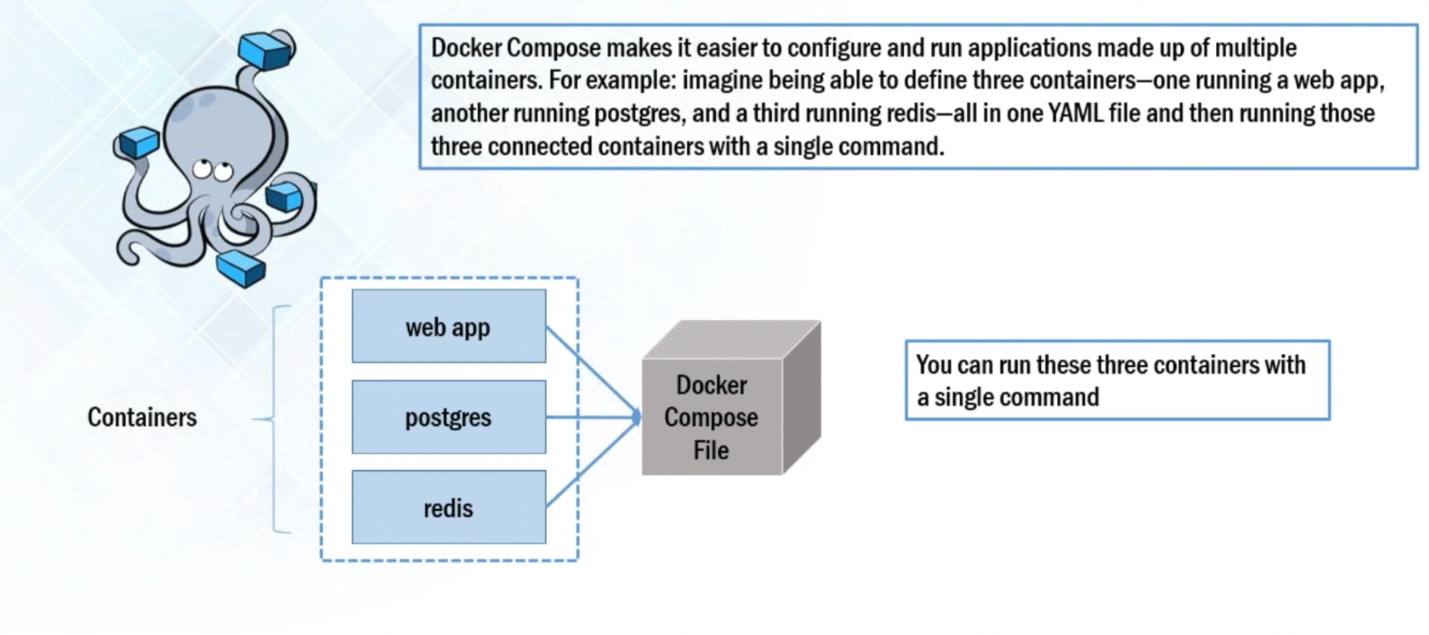 Docker Compose makes it easier to configure and run applications made up of multiple
containers. For example: imagine being able to define three containers—one running a web app,
another running postgres, and a third running redis—all in one YAML file and then running those
three connected containers with a single command.
web app
postgres
redis
Containers
Docker
Compose
File
You can run these three containers with
a single command